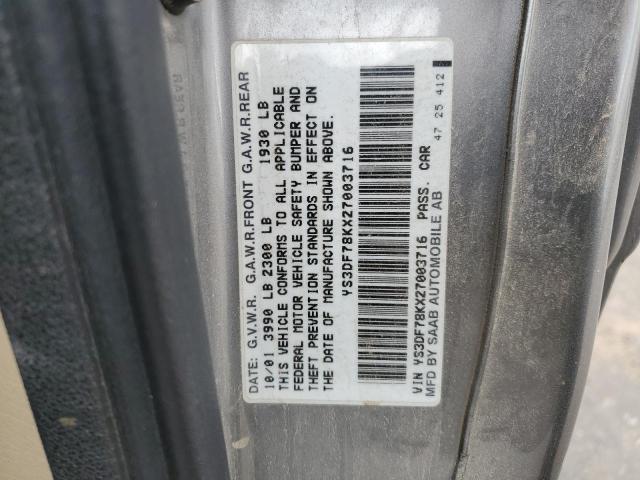 DATE: G.V.W.R. G.A.W.R.FRONT G.A.W.R.REAR
10/01 3990 LB 2300 LB 1930 LB
THIS VEHICLE CONFORMS TO ALL APPLICABLE
FEDERAL MOTOR VEHICLE SAFETY BUMPER AND
THEFT PREVENTION STANDARDS IN EFFECT ON
THE DATE OF MANUFACTURE SHOWN ABOVE.
YS3DF78KX27003716
VIN YS3DF78KX27003716 PASS. CAR
MFD BY SAAB AUTOMOBILE AB
47 25 412